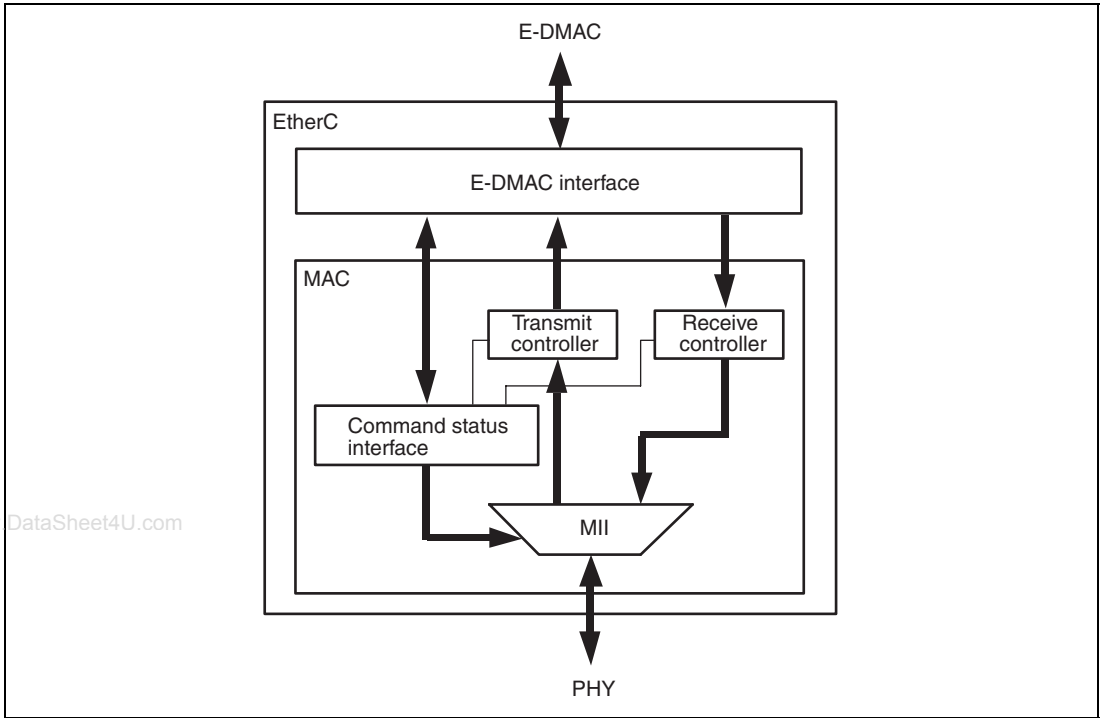 E-DMAC
EtherC
E-DMAC interface
MAC
Transmit
controller
Receive
controller
Command status
interface
DataSheet4U.com
MII
PHY